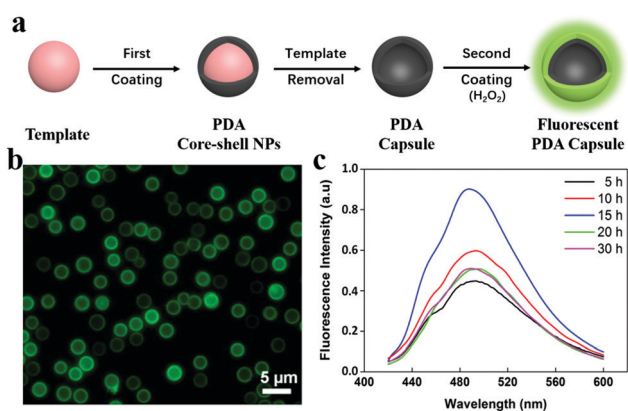 a
First
Coating
Template
Removal
Second
Coating
(H₂O₂)
Template
PDA
Core-shell NPs
PDA
Capsule
Fluorescent
PDA Capsule
b
5 μm
c
Fluorescence Intensity (a.u)
1.0
0.8
0.6
0.4
0.2
0.0
5 h
10 h
15 h
20 h
30 h
400 440 480 520 560 600
Wavelength (nm)